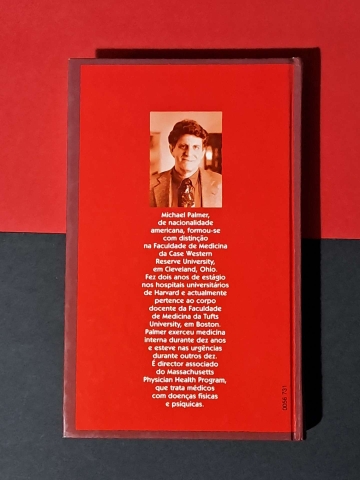 Michael Palmer,
de nacionalidade
americana, formou-se
com distinção
na Faculdade de Medicina
da Case Western
Reserve University,
em Cleveland, Ohio.
Fez dois anos de estágio
nos hospitais universitários
de Harvard e actualmente
pertence ao corpo
docente da Faculdade
de Medicina da Tufts
University, em Boston.
Palmer exerceu medicina
interna durante dez anos
e esteve nas urgências
durante outros dez.
É director associado
do Massachusetts
Physician Health Program,
que trata médicos
com doenças físicas
e psíquicas.
0056 731